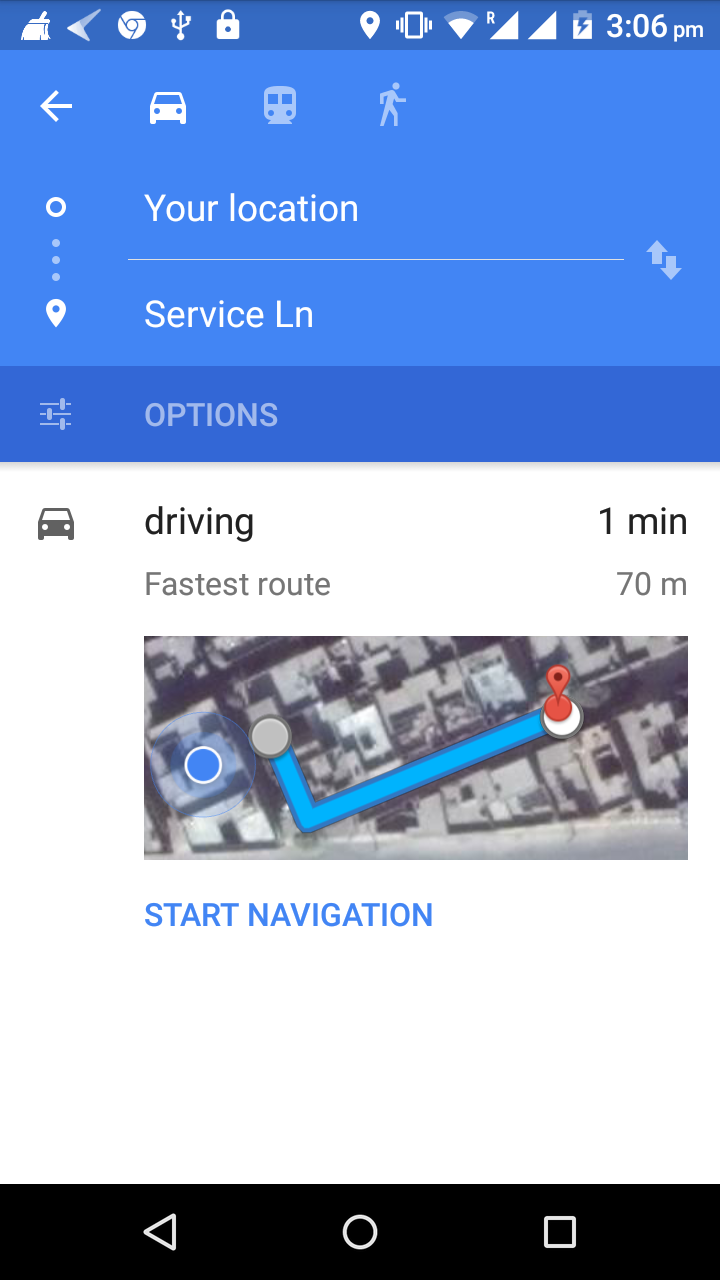 R 3:06 pm
Your location
Service Ln
OPTIONS
driving 1 min
Fastest route 70 m
START NAVIGATION